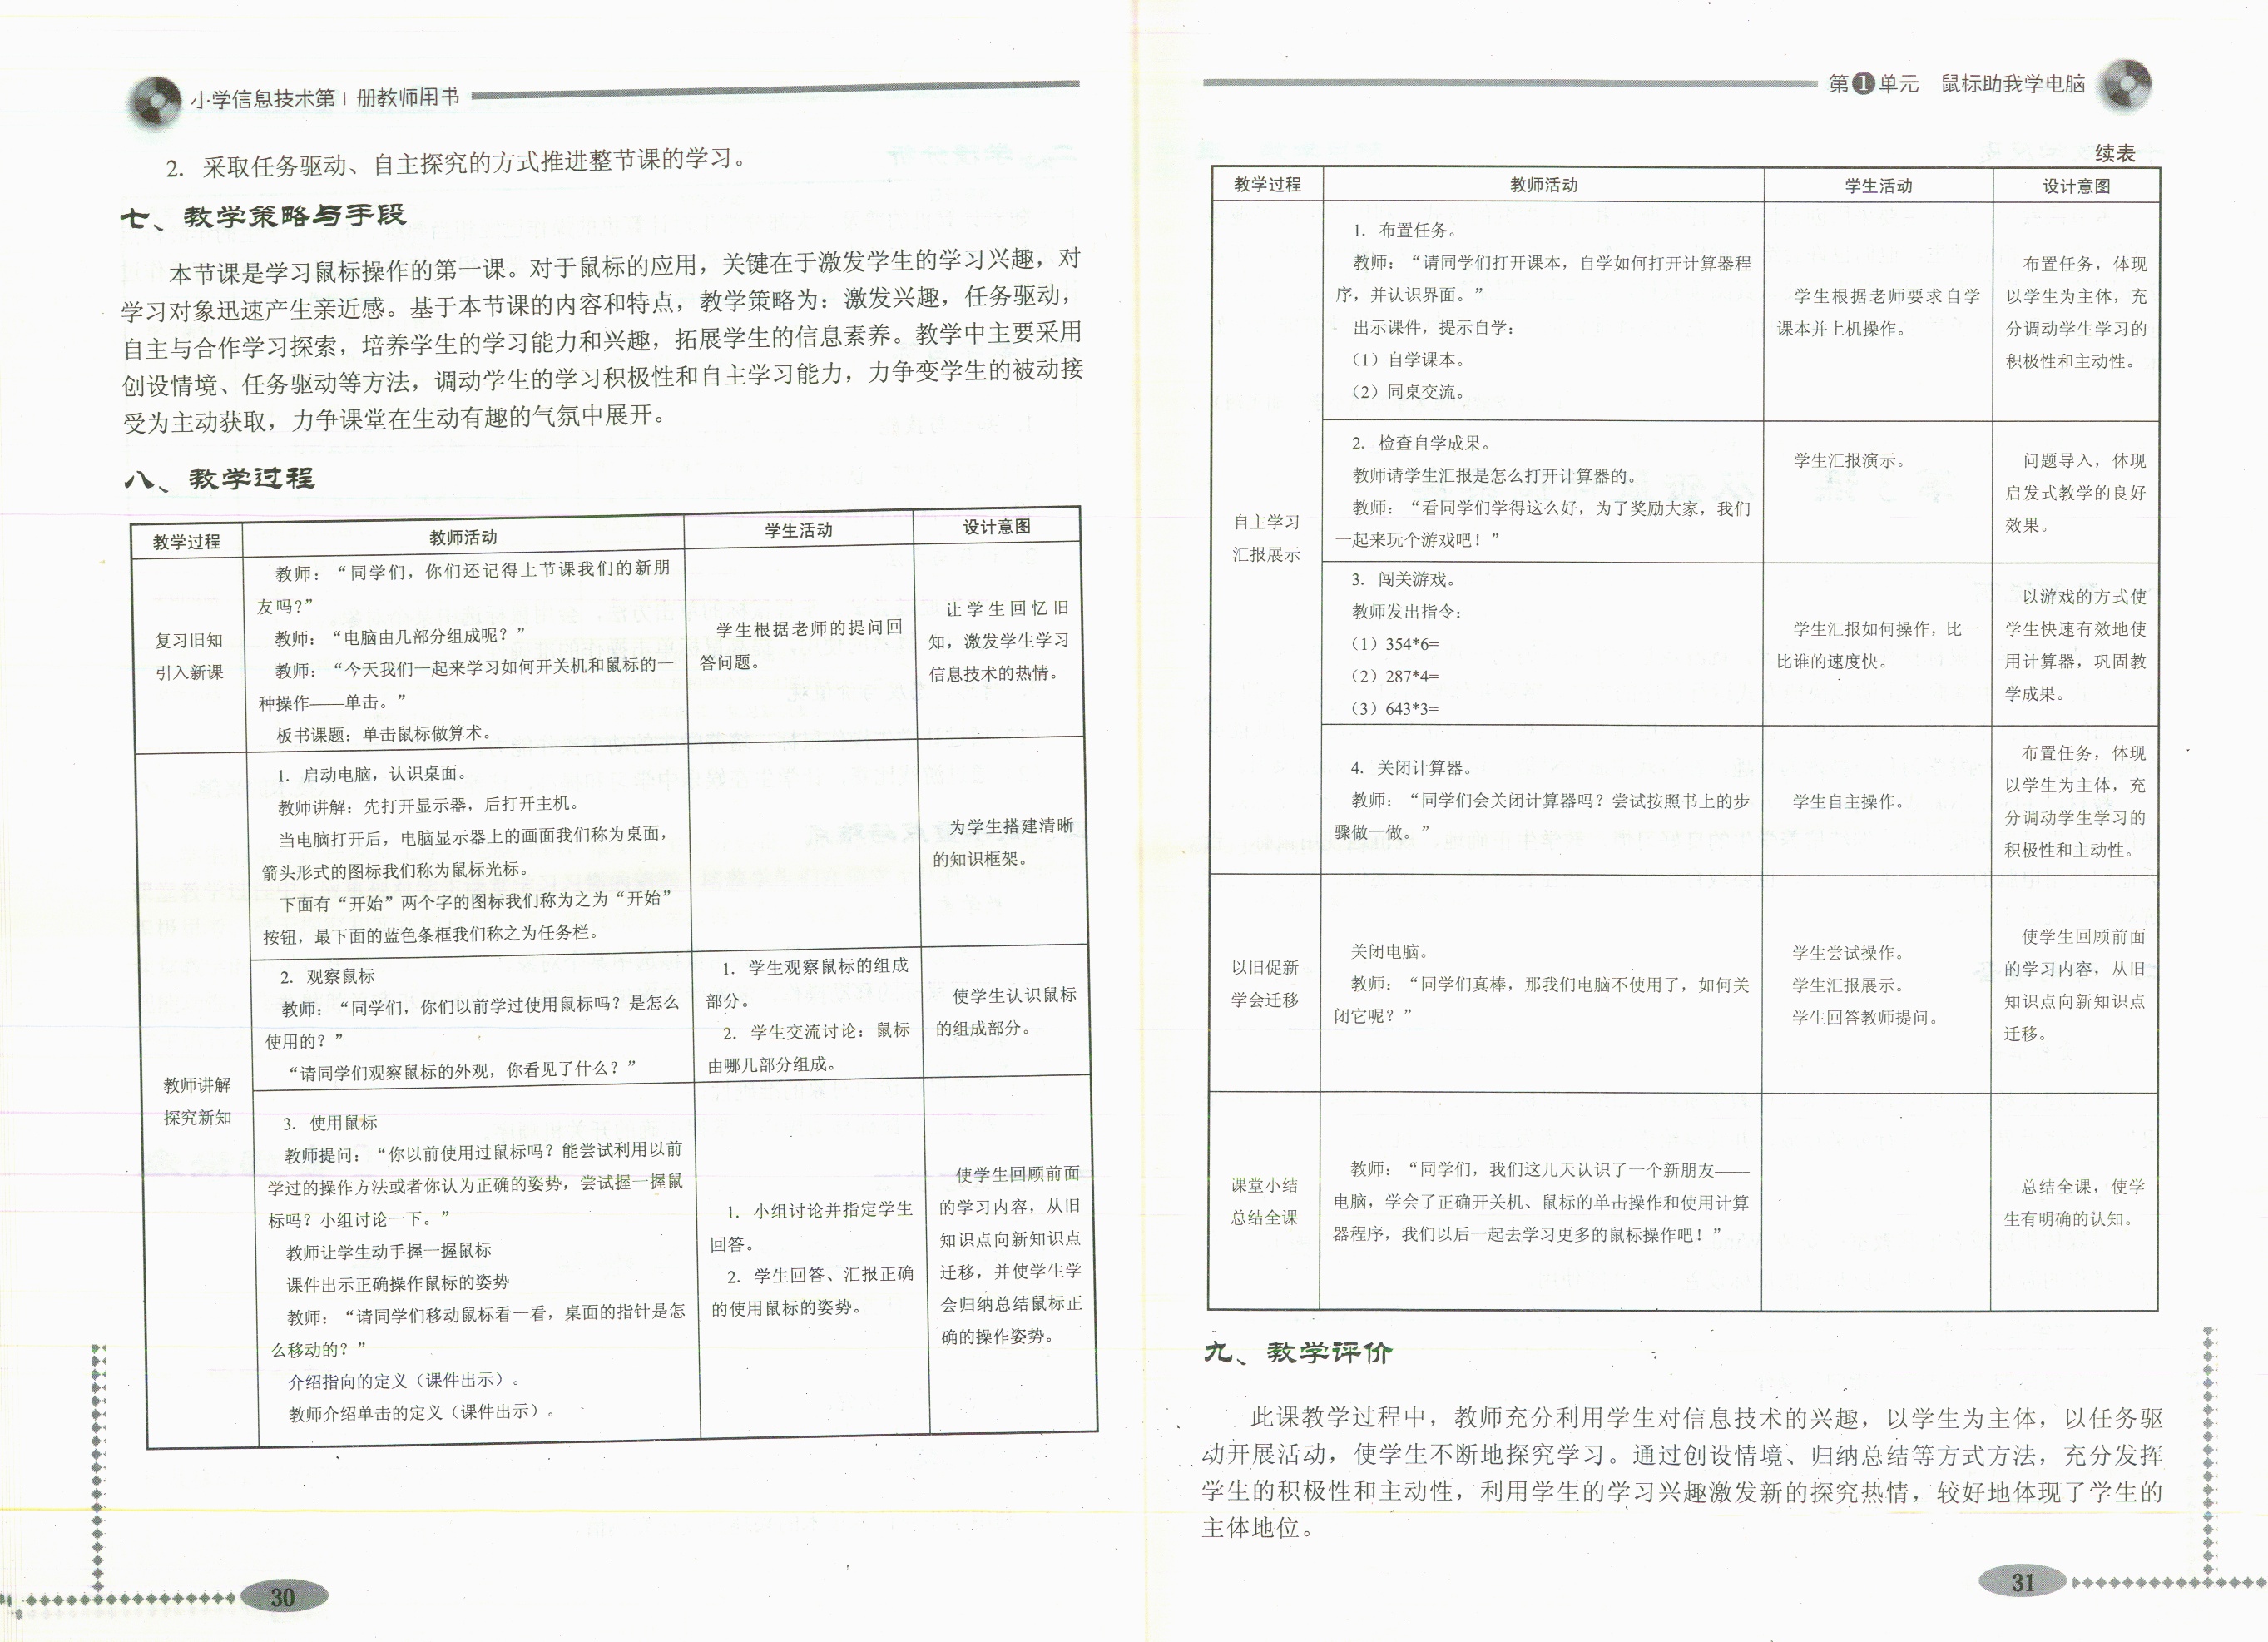 小学信息技术第1册教师用书
2. 采取任务驱动、自主探究的方式推进整节课的学习。
七、教学策略与手段
本节课是学习鼠标操作的第一课。对于鼠标的应用，关键在于激发学生的学习兴趣，对
学习对象迅速产生亲近感。基于本节课的内容和特点，教学策略为：激发兴趣，任务驱动，
自主与合作学习探索，培养学生的学习能力和兴趣，拓展学生的信息素养。教学中主要采用
创设情境、任务驱动等方法，调动学生的学习积极性和自主学习能力，力争变学生的被动接
受为主动获取，力争课堂在生动有趣的气氛中展开。
八、教学过程
教学过程 教师活动 学生活动 设计意图
复习旧知
引入新课
教师：“同学们，你们还记得上节课我们的新朋
友吗?”
教师：“电脑由几部分组成呢？”
教师：“今天我们一起来学习如何开关机和鼠标的一
种操作——单击。”
板书课题：单击鼠标做算术。
学生根据老师的提问回
答问题。
让学生回忆旧
知，激发学生学习
信息技术的热情。
教师讲解
探究新知
1. 启动电脑，认识桌面。
教师讲解：先打开显示器，后打开主机。
当电脑打开后，电脑显示器上的画面我们称为桌面，
箭头形式的图标我们称为鼠标光标。
下面有“开始”两个字的图标我们称为之为“开始”
按钮，最下面的蓝色条框我们称之为任务栏。
为学生搭建清晰
的知识框架。
2. 观察鼠标
教师：“同学们，你们以前学过使用鼠标吗？是怎么
使用的？”
“请同学们观察鼠标的外观，你看见了什么？”
1. 学生观察鼠标的组成
部分。
2. 学生交流讨论：鼠标
由哪几部分组成。
使学生认识鼠标
的组成部分。
3. 使用鼠标
教师提问：“你以前使用过鼠标吗？能尝试利用以前
学过的操作方法或者你认为正确的姿势，尝试握一握鼠
标吗？小组讨论一下。”
教师让学生动手握一握鼠标
课件出示正确操作鼠标的姿势
教师：“请同学们移动鼠标看一看，桌面的指针是怎
么移动的？”
介绍指向的定义（课件出示）。
教师介绍单击的定义（课件出示）。
1. 小组讨论并指定学生
回答。
2. 学生回答、汇报正确
的使用鼠标的姿势。
使学生回顾前面
的学习内容，从旧
知识点向新知识点
迁移，并使学生学
会归纳总结鼠标正
确的操作姿势。
30
第1单元 鼠标助我学电脑
续表
教学过程 教师活动 学生活动 设计意图
自主学习
汇报展示
1. 布置任务。
教师：“请同学们打开课本，自学如何打开计算器程
序，并认识界面。”
出示课件，提示自学：
（1）自学课本。
（2）同桌交流。
学生根据老师要求自学
课本并上机操作。
布置任务，体现
以学生为主体，充
分调动学生学习的
积极性和主动性。
2. 检查自学成果。
教师请学生汇报是怎么打开计算器的。
教师：“看同学们学得这么好，为了奖励大家，我们
一起来玩个游戏吧！”
学生汇报演示。
问题导入，体现
启发式教学的良好
效果。
3. 闯关游戏。
教师发出指令：
（1）354*6=
（2）287*4=
（3）643*3=
学生汇报如何操作，比一
比谁的速度快。
以游戏的方式使
学生快速有效地使
用计算器，巩固教
学成果。
4. 关闭计算器。
教师：“同学们会关闭计算器吗？尝试按照书上的步
骤做一做。”
学生自主操作。
布置任务，体现
以学生为主体，充
分调动学生学习的
积极性和主动性。
以旧促新
学会迁移
关闭电脑。
教师：“同学们真棒，那我们电脑不使用了，如何关
闭它呢？”
学生尝试操作。
学生汇报展示。
学生回答教师提问。
使学生回顾前面
的学习内容，从旧
知识点向新知识点
迁移。
课堂小结
总结全课
教师：“同学们，我们这几天认识了一个新朋友——
电脑，学会了正确开关机、鼠标的单击操作和使用计算
器程序，我们以后一起去学习更多的鼠标操作吧！”
总结全课，使学
生有明确的认知。
九、教学评价
此课教学过程中，教师充分利用学生对信息技术的兴趣，以学生为主体，以任务驱
动开展活动，使学生不断地探究学习。通过创设情境、归纳总结等方式方法，充分发挥
学生的积极性和主动性，利用学生的学习兴趣激发新的探究热情，较好地体现了学生的
主体地位。
31